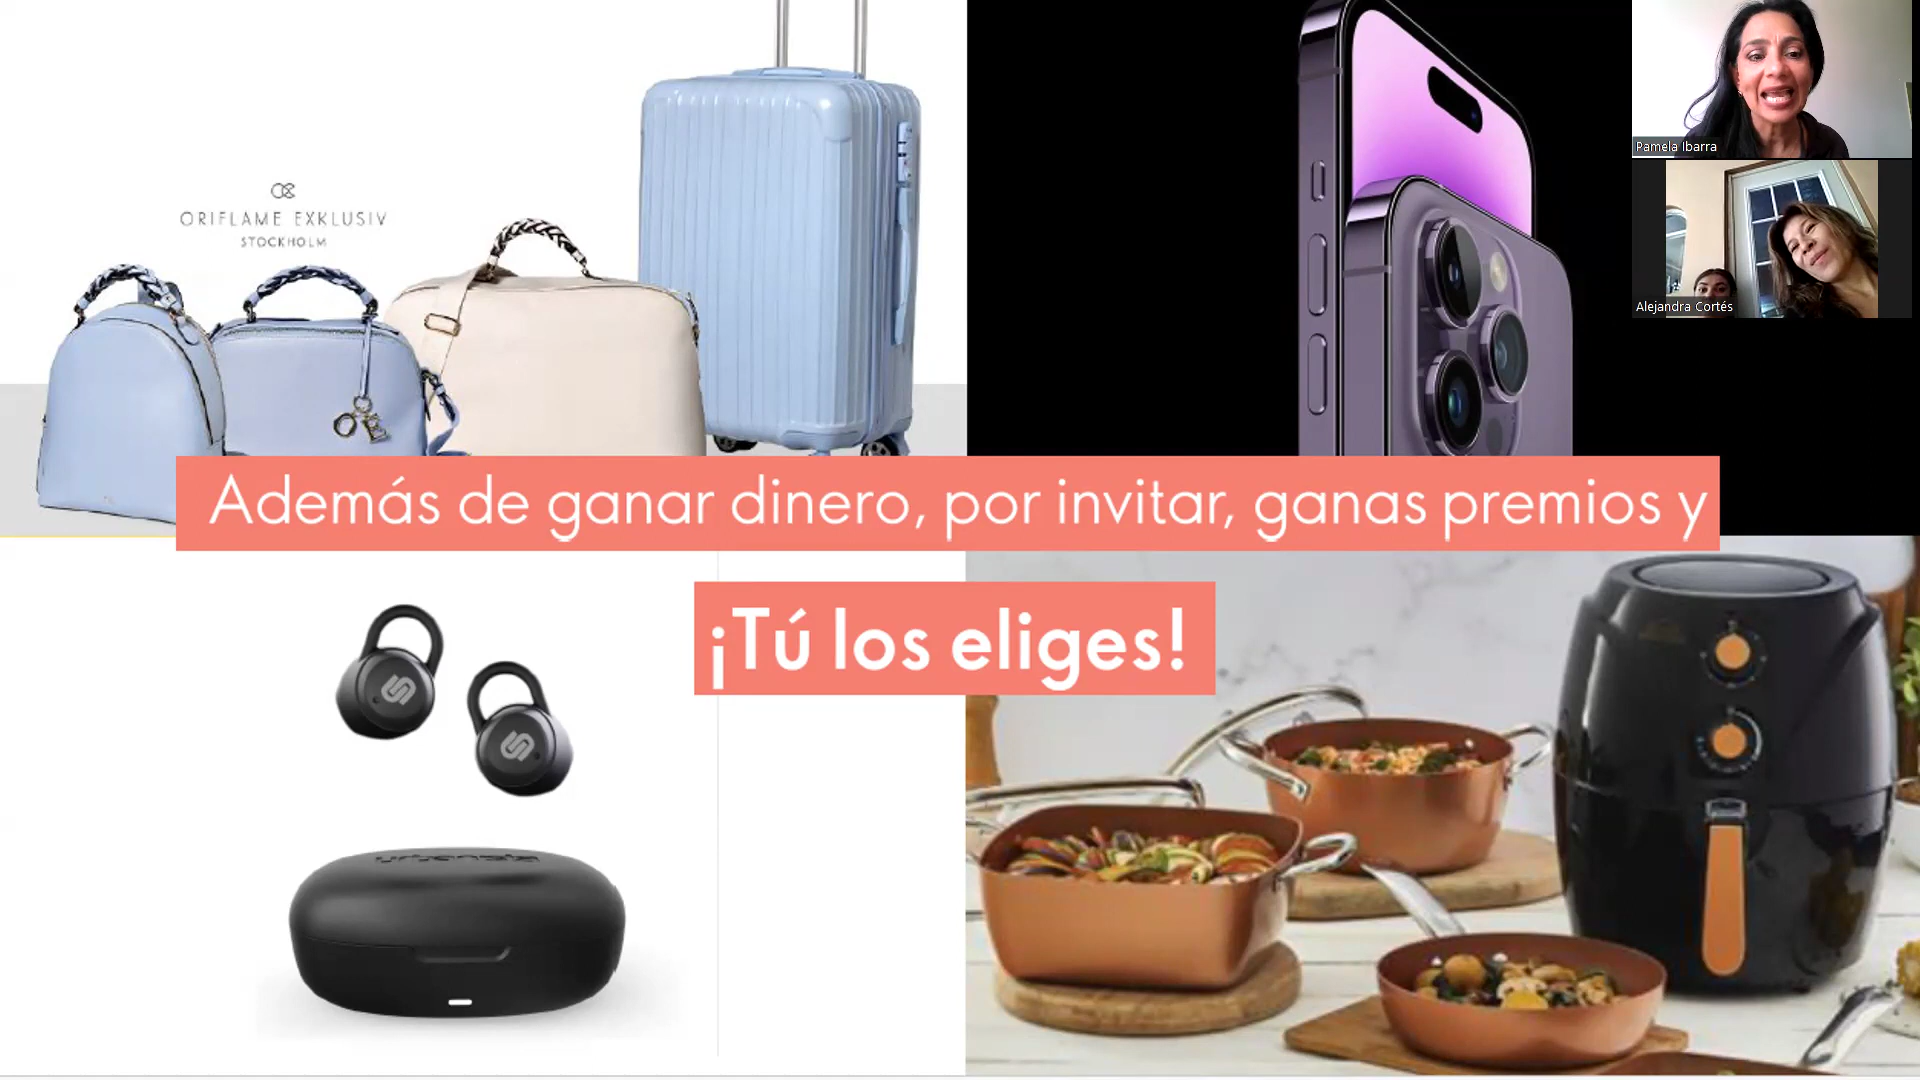 Pamela Ibarra
ORIFLAME EXKLUSIV
STOCKHOLM
Alejandra Cortés
Además de ganar dinero, por invitar, ganas premios y
¡Tú los eliges!